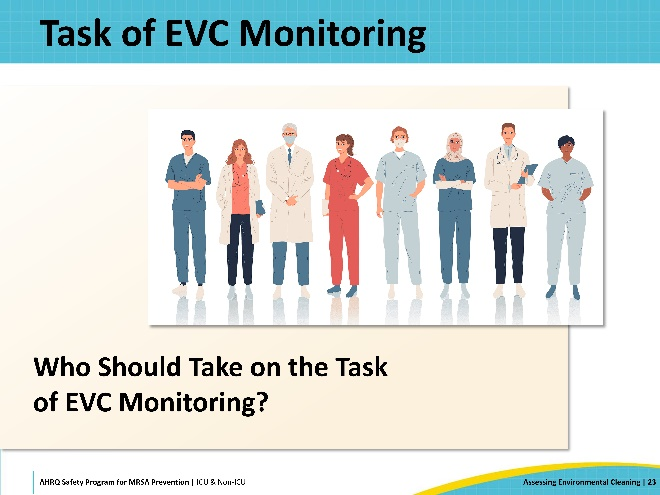 Task of EVC Monitoring
Who Should Take on the Task
of EVC Monitoring?
AHRQ Safety Program for MRSA Prevention | ICU & Non-ICU
Assessing Environmental Cleaning | 23